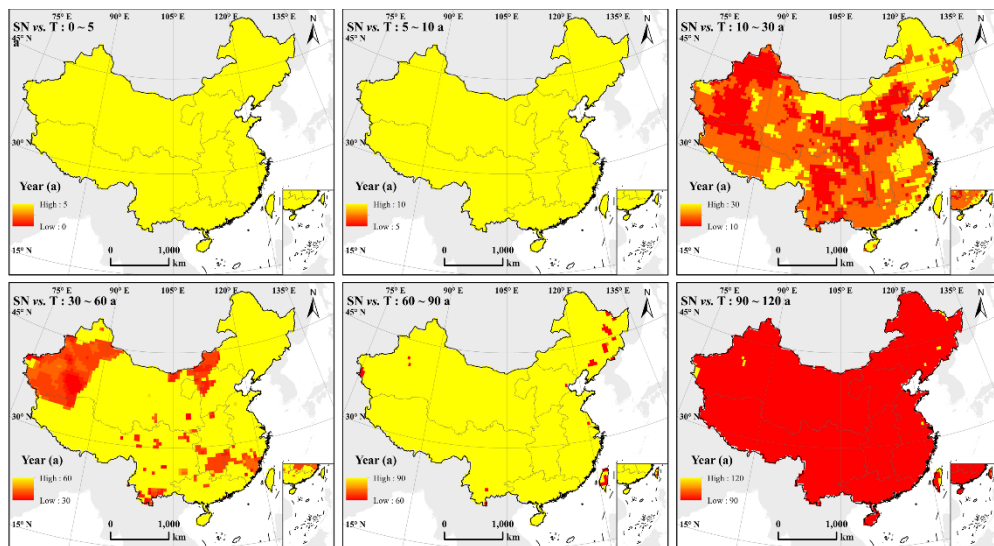 SN vs. T : 0 ~ 5
a
75° E 90° E 105° E 120° E 135° E
N
45° N
30° N
15° N
Year (a)
High : 5
Low : 0
0 1,000
km
SN vs. T : 5 ~ 10 a
75° E 90° E 105° E 120° E 135° E
N
45° N
30° N
15° N
Year (a)
High : 10
Low : 5
0 1,000
km
SN vs. T : 10 ~ 30 a
75° E 90° E 105° E 120° E 135° E
N
45° N
30° N
15° N
Year (a)
High : 30
Low : 10
0 1,000
km
SN vs. T : 30 ~ 60 a
75° E 90° E 105° E 120° E 135° E
N
45° N
30° N
15° N
Year (a)
High : 60
Low : 30
0 1,000
km
SN vs. T : 60 ~ 90 a
75° E 90° E 105° E 120° E 135° E
N
45° N
30° N
15° N
Year (a)
High : 90
Low : 60
0 1,000
km
SN vs. T : 90 ~ 120 a
75° E 90° E 105° E 120° E 135° E
N
45° N
30° N
15° N
Year (a)
High : 120
Low : 90
0 1,000
km